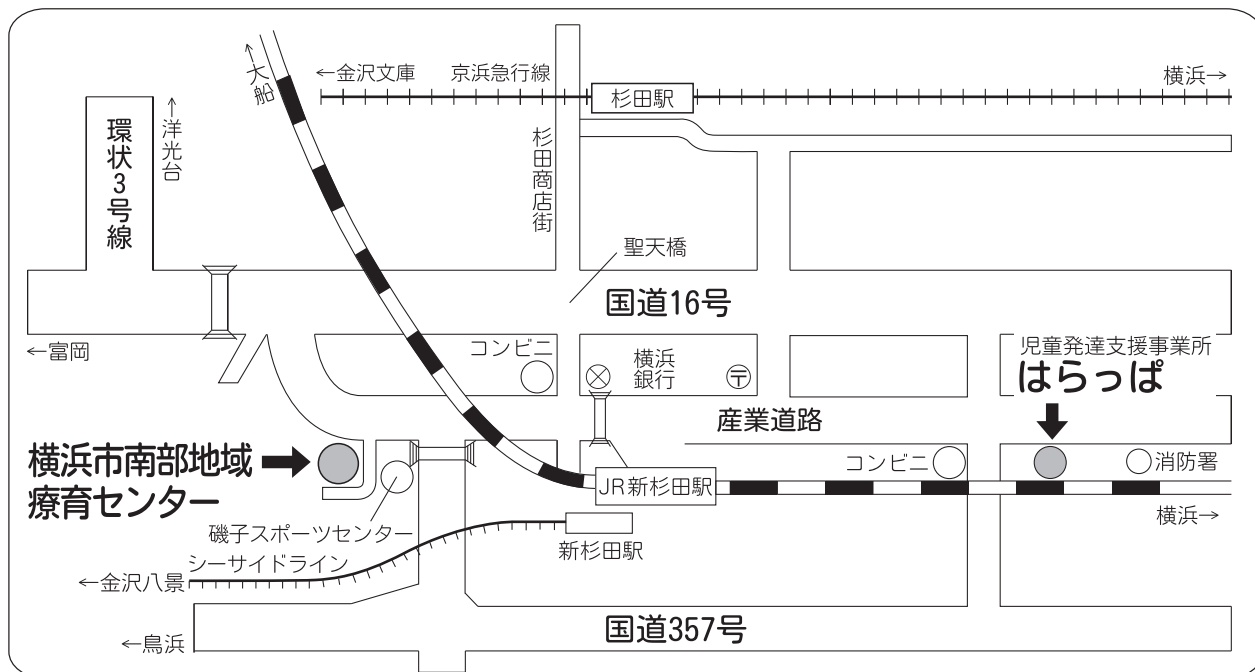 ↑大船
←金沢文庫
京浜急行線
杉田駅
横浜→
環状3号線
↑洋光台
杉田商店街
聖天橋
国道16号
←富岡
コンビニ
横浜
銀行
〒
児童発達支援事業所
はらっぱ
産業道路
横浜市南部地域
療育センター
コンビニ
消防署
JR新杉田駅
横浜→
磯子スポーツセンター
新杉田駅
シーサイドライン
←金沢八景
国道357号
←鳥浜